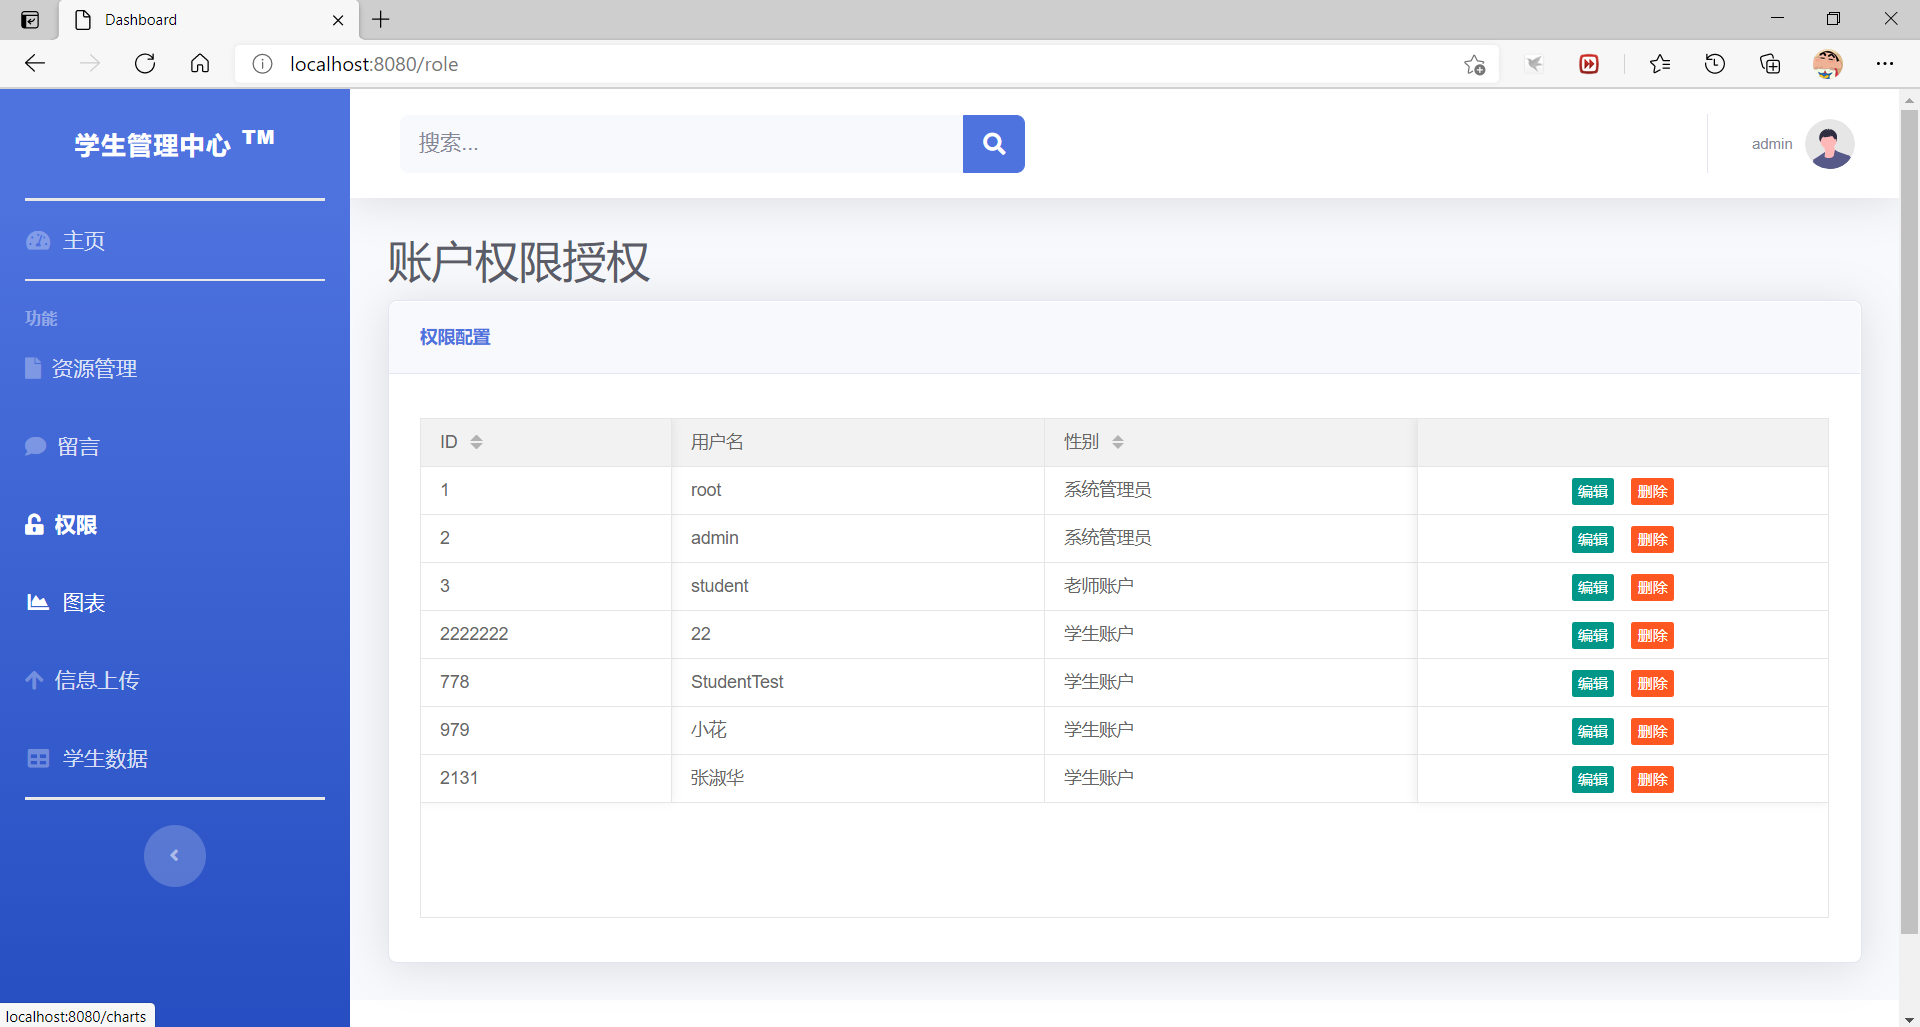 Dashboard
localhost:8080/role
学生管理中心 TM
搜索...
admin
主页
功能
资源管理
留言
权限
图表
信息上传
学生数据
账户权限授权
权限配置
ID 用户名 性别
1 root 系统管理员 编辑 删除
2 admin 系统管理员 编辑 删除
3 student 老师账户 编辑 删除
2222222 22 学生账户 编辑 删除
778 StudentTest 学生账户 编辑 删除
979 小花 学生账户 编辑 删除
2131 张淑华 学生账户 编辑 删除
localhost:8080/charts